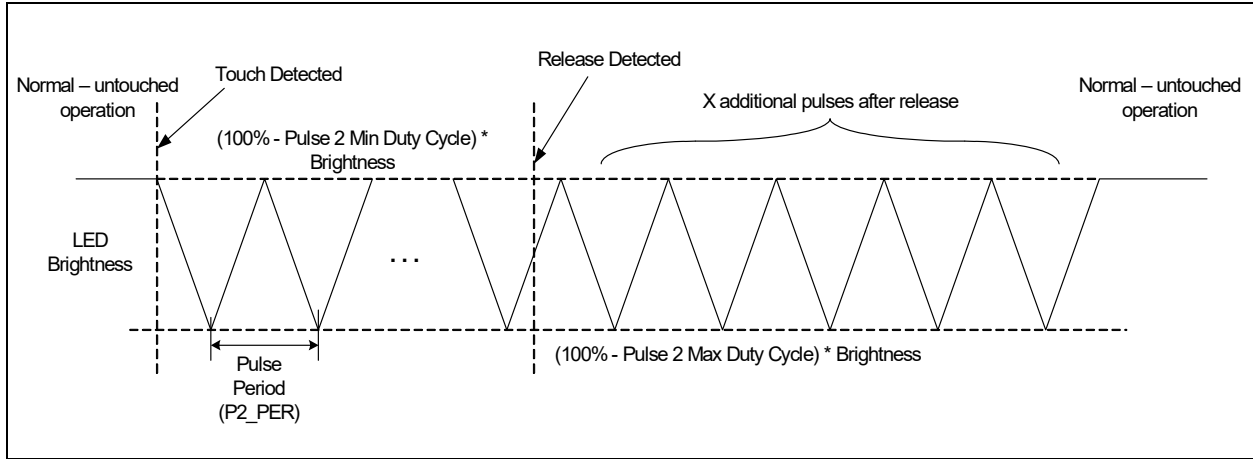 Normal – untouched
operation
Touch Detected
Release Detected
X additional pulses after release
Normal – untouched
operation
(100% - Pulse 2 Min Duty Cycle) *
Brightness
LED
Brightness
. . .
(100% - Pulse 2 Max Duty Cycle) * Brightness
Pulse
Period
(P2_PER)